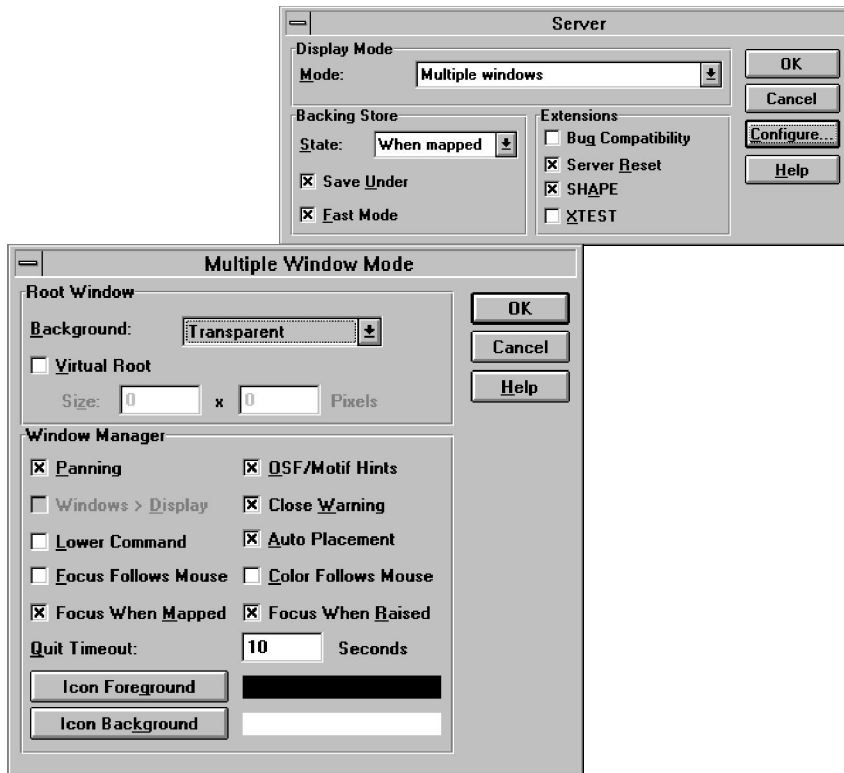 Server
Display Mode
Mode: Multiple windows
OK
Cancel
Configure...
Help
Backing Store
State: When mapped
Save Under
Fast Mode
Extensions
Bug Compatibility
Server Reset
SHAPE
XTEST
Multiple Window Mode
Root Window
Background: Transparent
Virtual Root
Size: 0 x 0 Pixels
OK
Cancel
Help
Window Manager
Panning OSF/Motif Hints
Windows > Display Close Warning
Lower Command Auto Placement
Focus Follows Mouse Color Follows Mouse
Focus When Mapped Focus When Raised
Quit Timeout: 10 Seconds
Icon Foreground
Icon Background